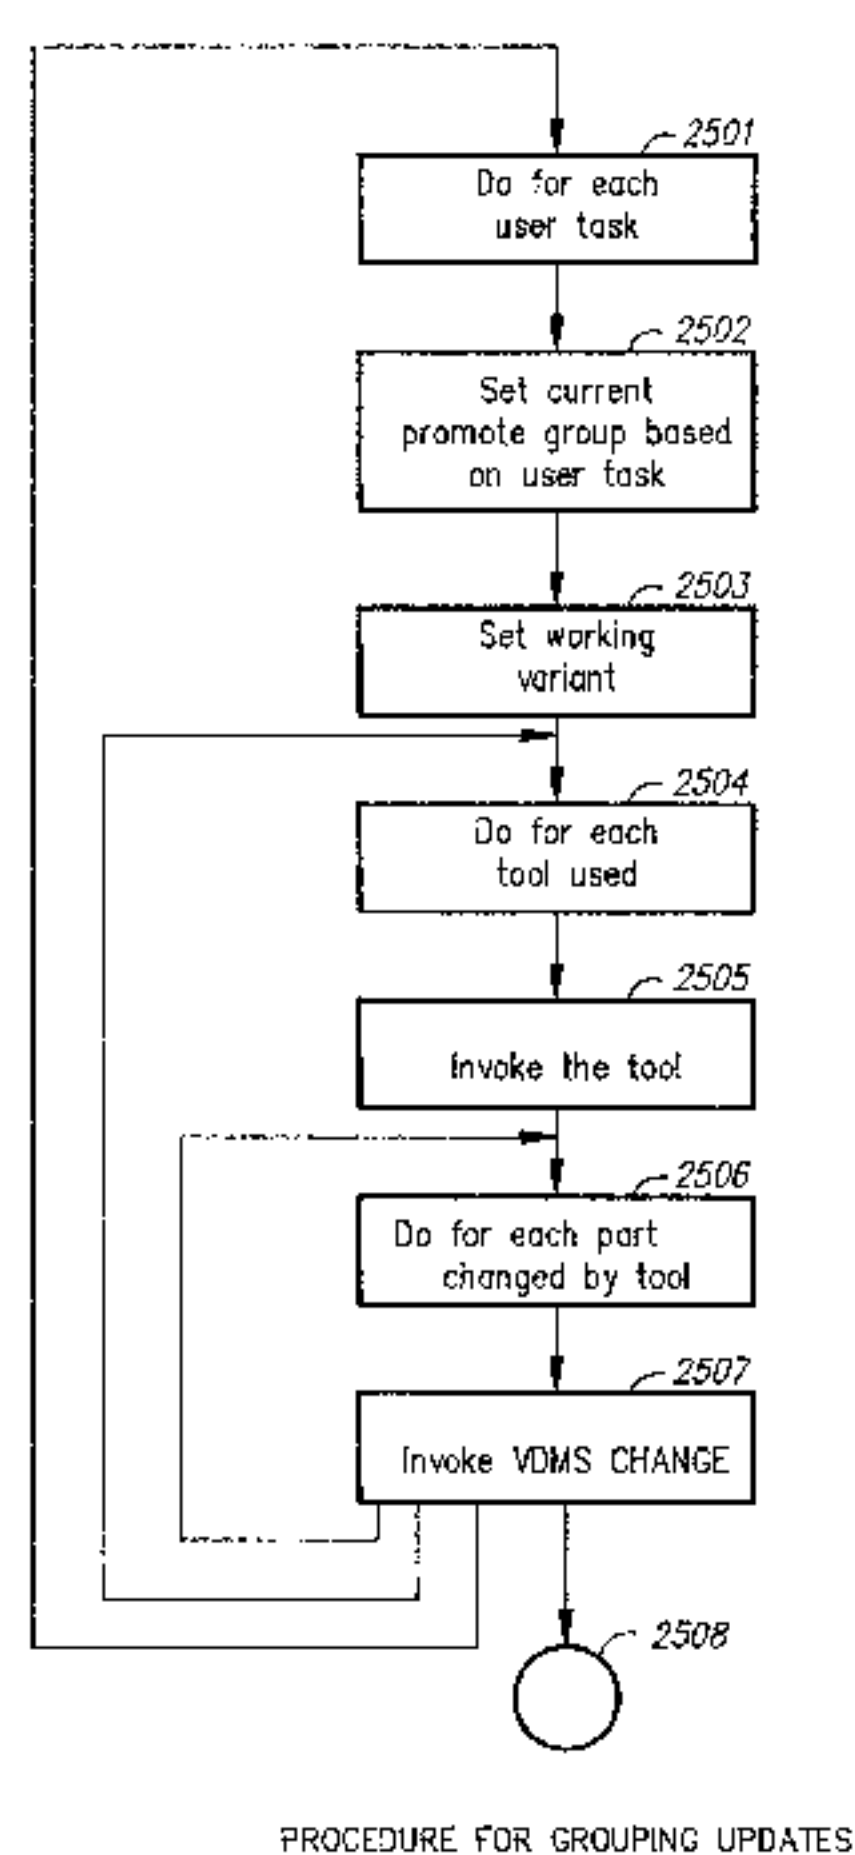 2501
Do for each
user task
2502
Set current
promote group based
on user task
2503
Set working
variant
2504
Do for each
tool used
2505
Invoke the tool
2506
Do for each part
changed by tool
2507
Invoke VDMS CHANGE
2508
PROCEDURE FOR GROUPING UPDATES